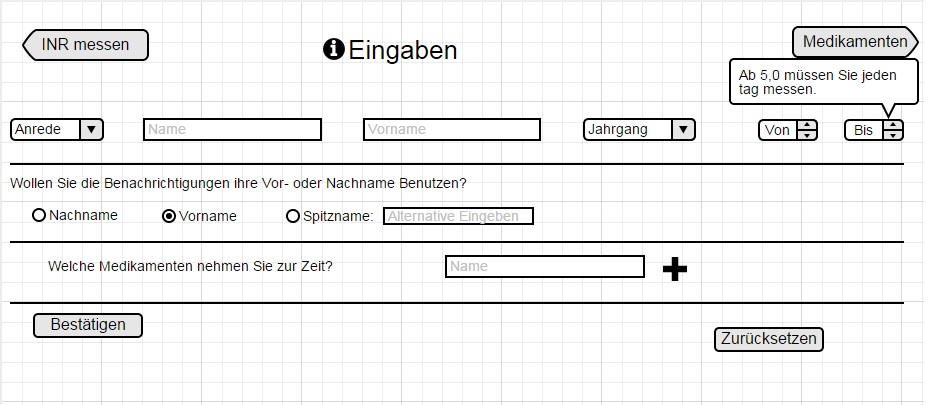 INR messen
Eingaben
Medikamenten
Ab 5,0 müssen Sie jeden
tag messen.
Anrede
Name
Vorname
Jahrgang
Von
Bis
Wollen Sie die Benachrichtigungen ihre Vor- oder Nachname Benutzen?
Nachname
Vorname
Spitzname:
Alternative Eingeben
Welche Medikamenten nehmen Sie zur Zeit?
Name
Bestätigen
Zurücksetzen